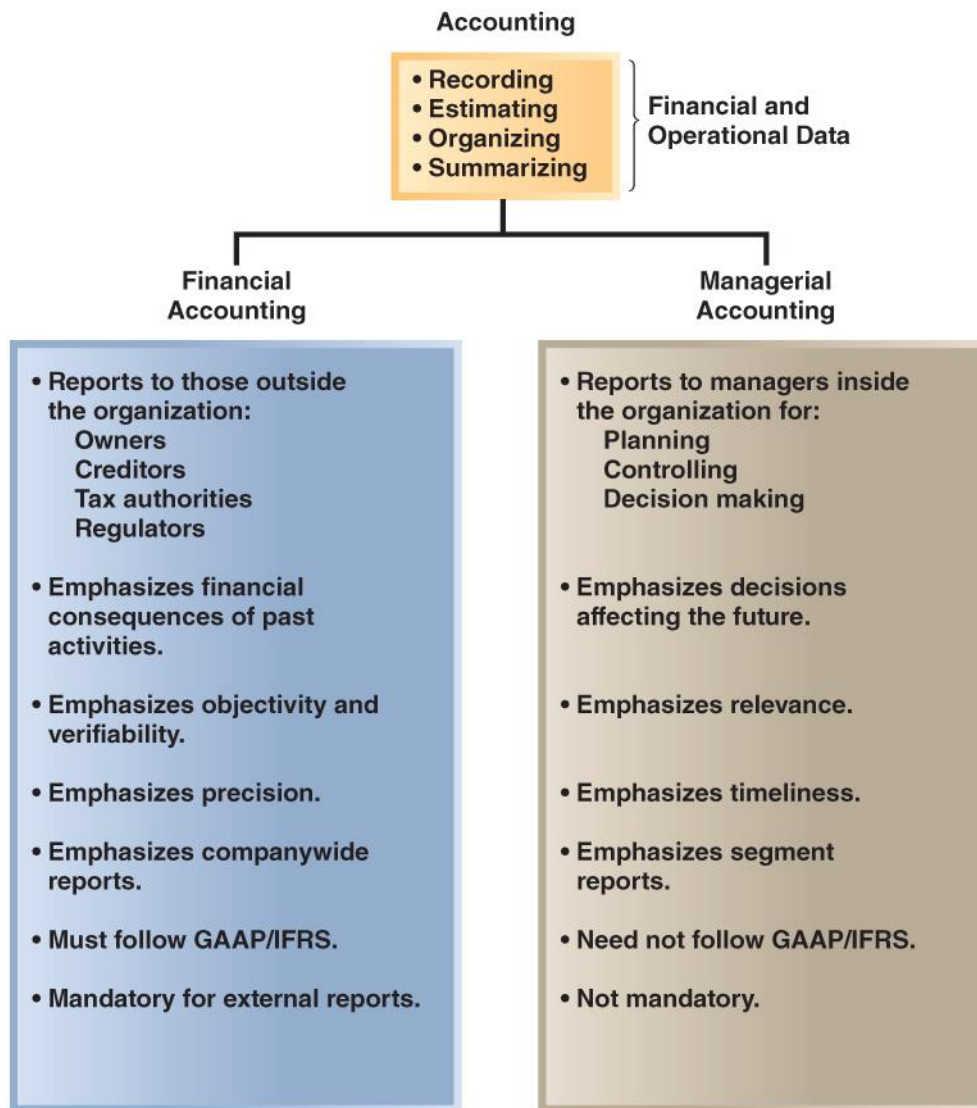 Accounting
• Recording
• Estimating
• Organizing
• Summarizing
Financial and
Operational Data
Financial
Accounting
• Reports to those outside
the organization:
Owners
Creditors
Tax authorities
Regulators
• Emphasizes financial
consequences of past
activities.
• Emphasizes objectivity and
verifiability.
• Emphasizes precision.
• Emphasizes companywide
reports.
• Must follow GAAP/IFRS.
• Mandatory for external reports.
Managerial
Accounting
• Reports to managers inside
the organization for:
Planning
Controlling
Decision making
• Emphasizes decisions
affecting the future.
• Emphasizes relevance.
• Emphasizes timeliness.
• Emphasizes segment
reports.
• Need not follow GAAP/IFRS.
• Not mandatory.